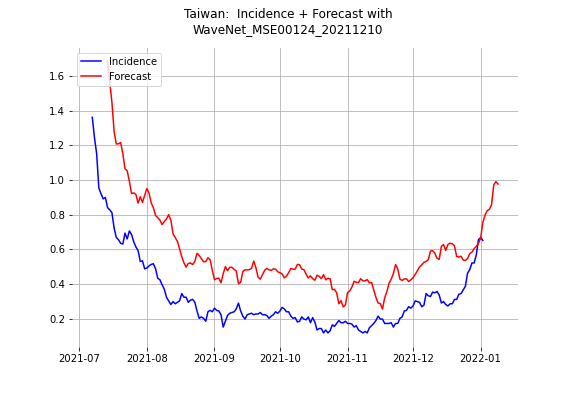 Taiwan:  Incidence + Forecast with
WaveNet_MSE00124_20211210
Incidence
Forecast
1.6
1.4
1.2
1.0
0.8
0.6
0.4
0.2
2021-07 2021-08 2021-09 2021-10 2021-11 2021-12 2022-01